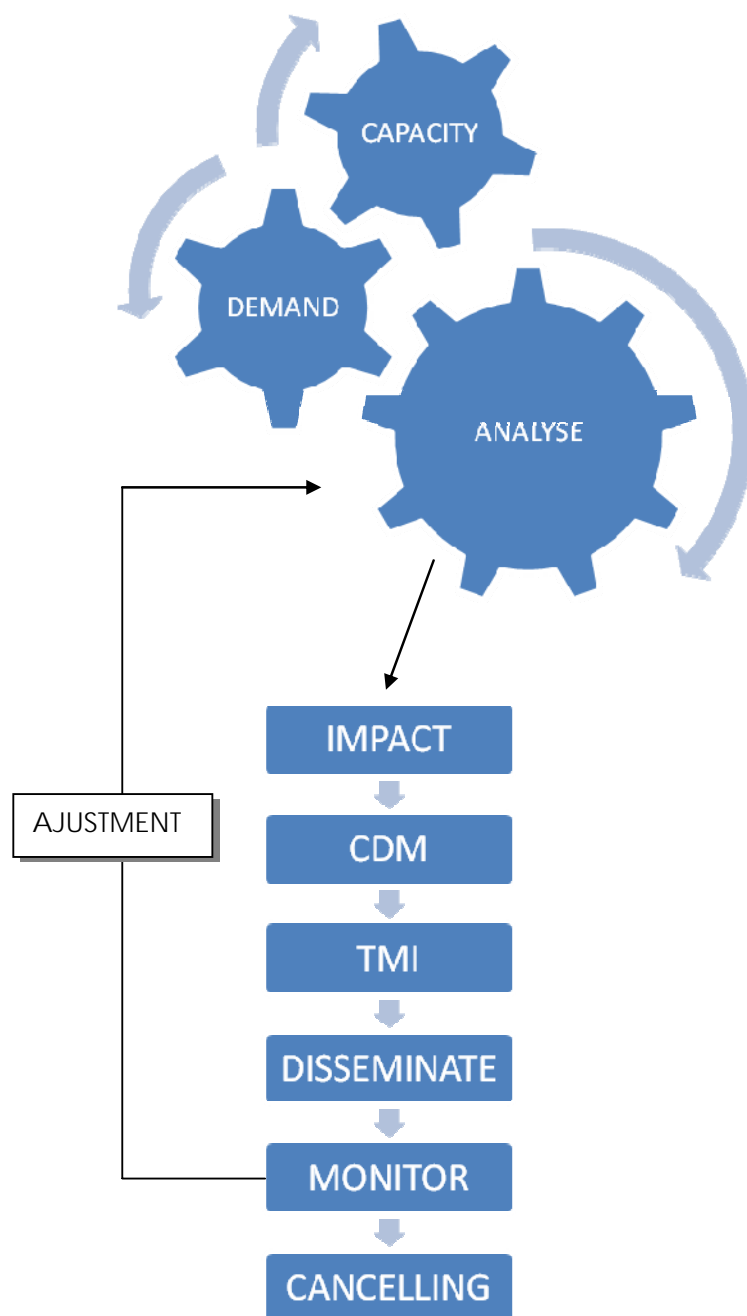 CAPACITY
DEMAND
ANALYSE
IMPACT
AJUSTMENT
CDM
TMI
DISSEMINATE
MONITOR
CANCELLING